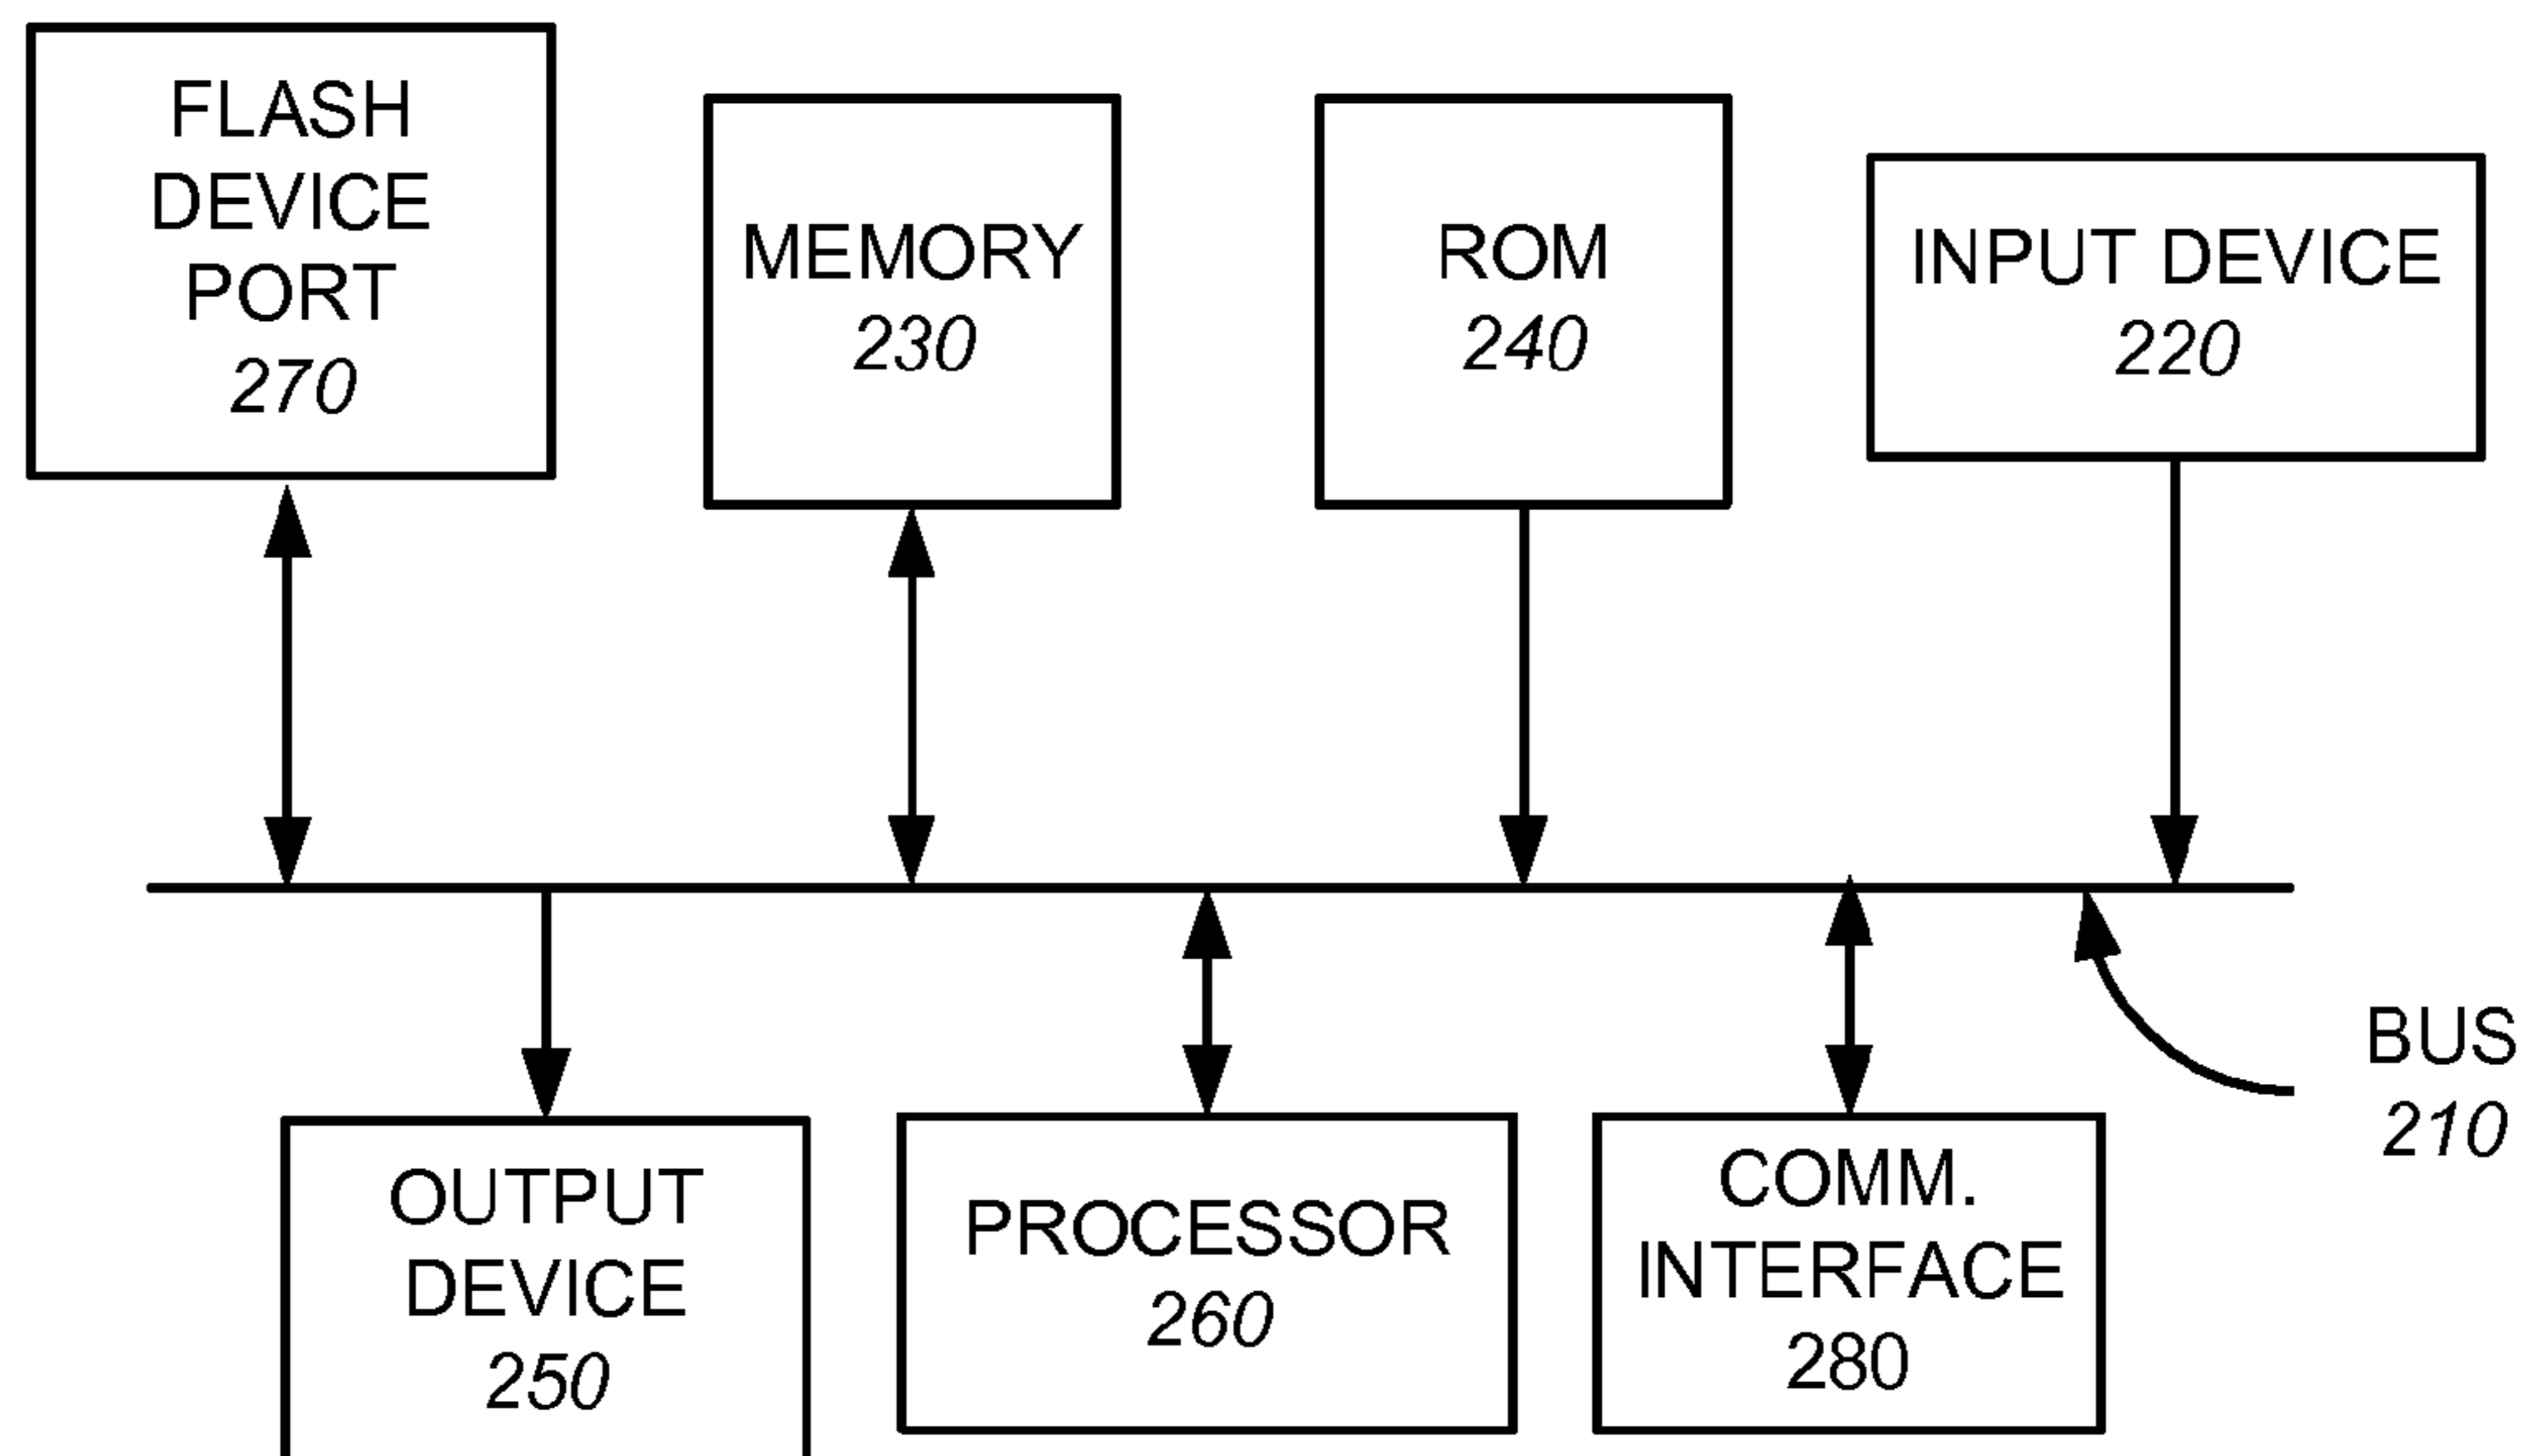 FLASH
DEVICE
PORT
270
MEMORY
230
ROM
240
INPUT DEVICE
220
OUTPUT
DEVICE
250
PROCESSOR
260
COMM.
INTERFACE
280
BUS
210